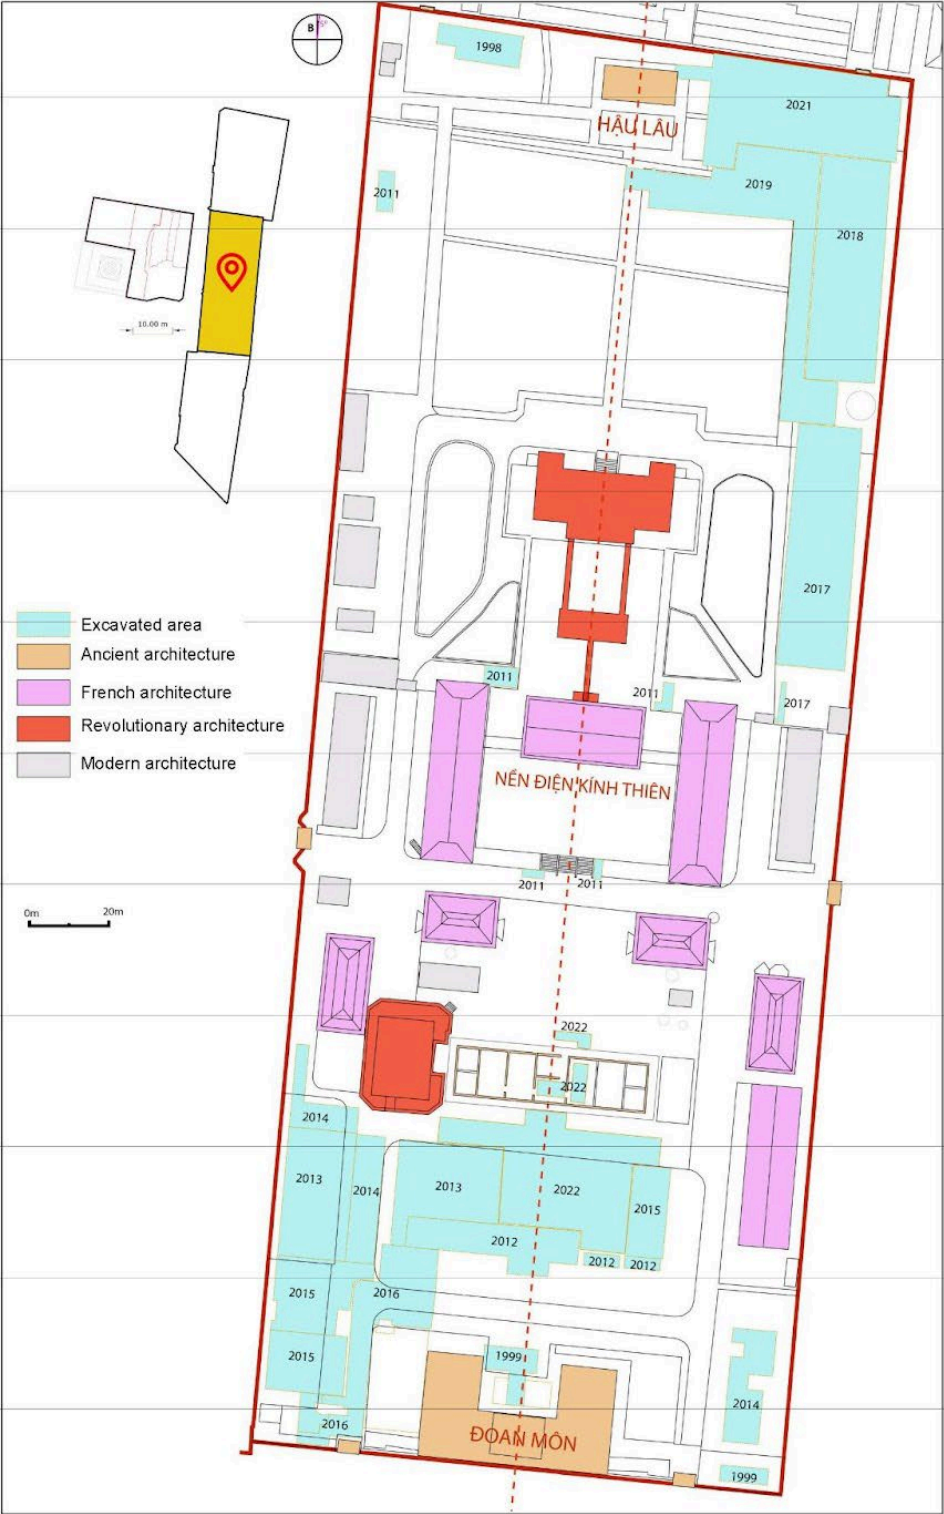 B
5°
1998
2021
HẬU LÂU
2019
2011
2018
10.00 m
2017
Excavated area
Ancient architecture
French architecture
Revolutionary architecture
Modern architecture
2011
2011
2017
NỀN ĐIỆN KÍNH THIÊN
2011
2011
0m
20m
2022
2022
2014
2013
2014
2013
2022
2015
2012
2012
2012
2015
2016
2015
1999
2014
2016
ĐOAN MÔN
1999